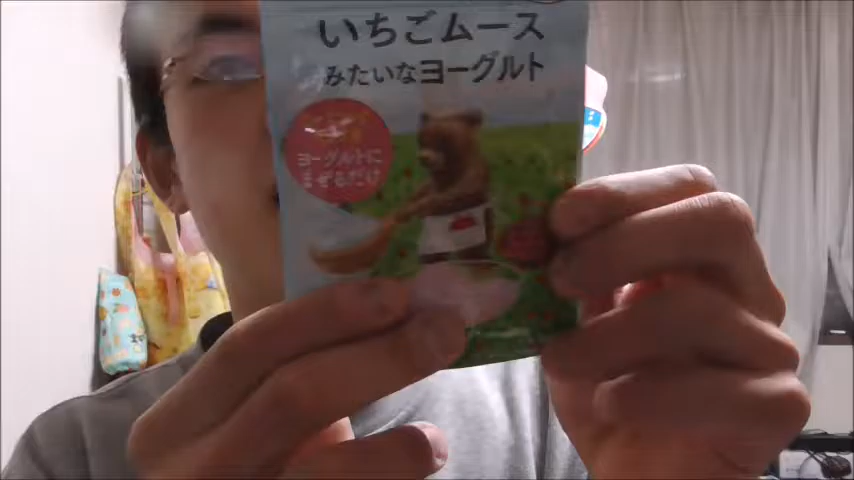 いちごムース
みたいなヨーグルト
ヨーグルトに
まぜるだけ